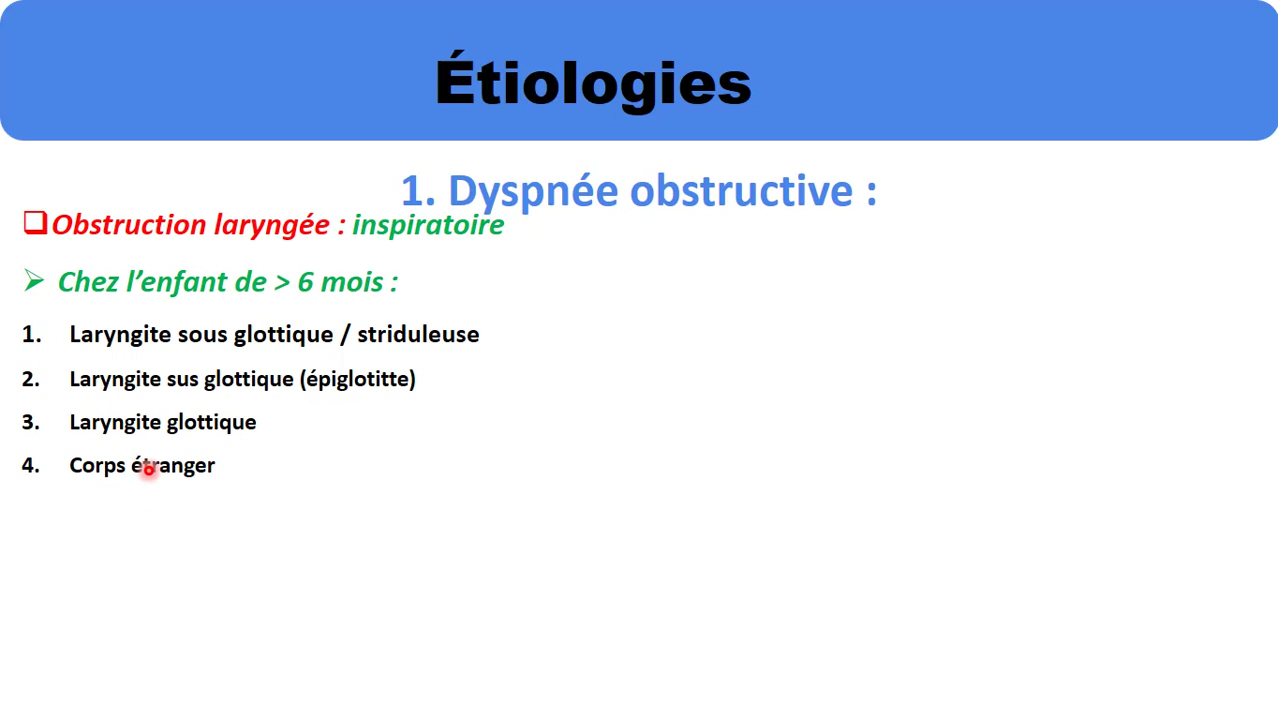 Étiologies
1. Dyspnée obstructive :
Obstruction laryngée : inspiratoire
Chez l’enfant de > 6 mois :
1. Laryngite sous glottique / striduleuse
2. Laryngite sus glottique (épiglotitte)
3. Laryngite glottique
4. Corps étranger